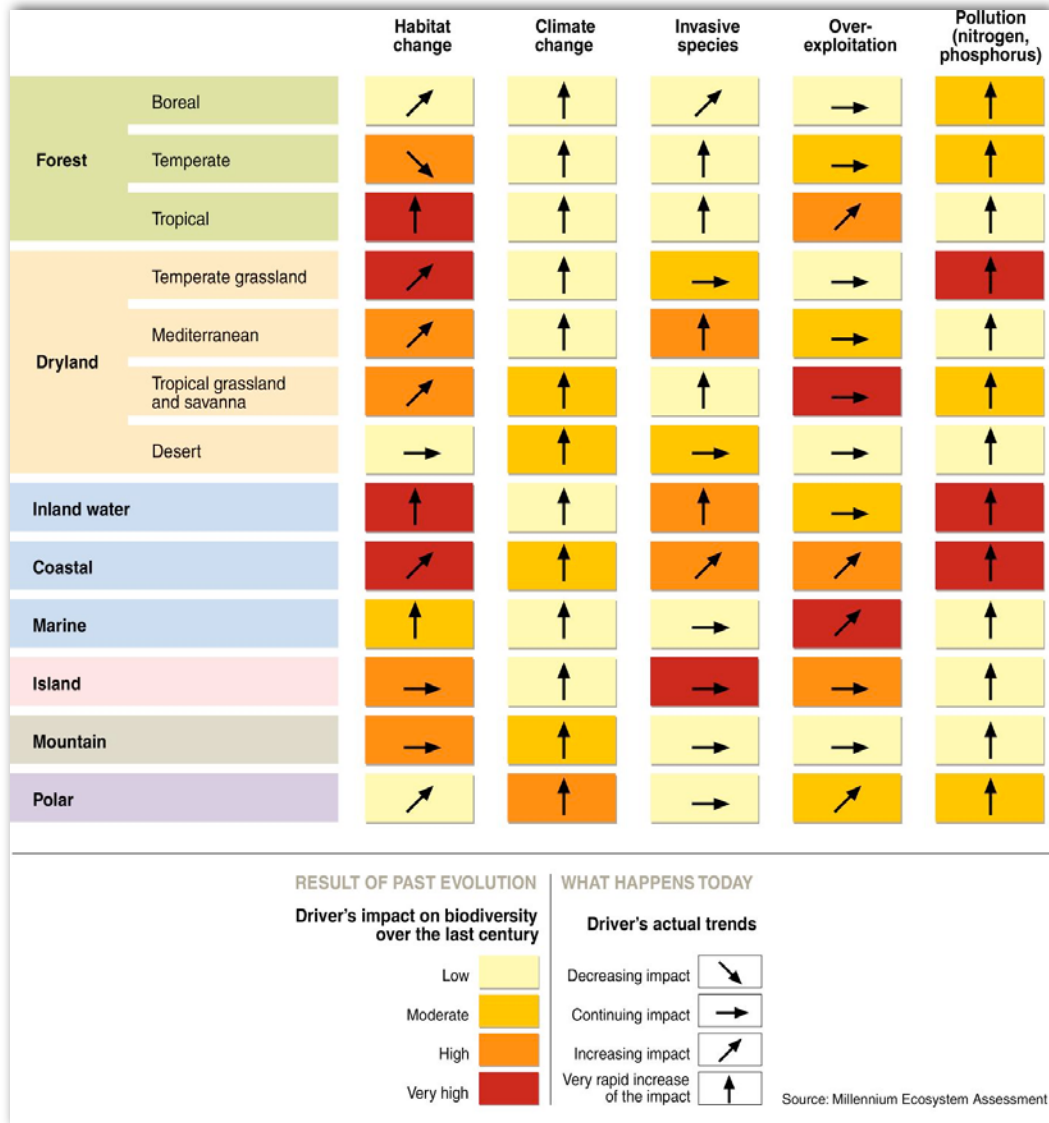 Habitat
change
Climate
change
Invasive
species
Over-
exploitation
Pollution
(nitrogen,
phosphorus)
Forest
Boreal
Temperate
Tropical
Dryland
Temperate grassland
Mediterranean
Tropical grassland
and savanna
Desert
Inland water
Coastal
Marine
Island
Mountain
Polar
RESULT OF PAST EVOLUTION
Driver's impact on biodiversity
over the last century
Low
Moderate
High
Very high
WHAT HAPPENS TODAY
Driver's actual trends
Decreasing impact
Continuing impact
Increasing impact
Very rapid increase
of the impact
Source: Millennium Ecosystem Assessment